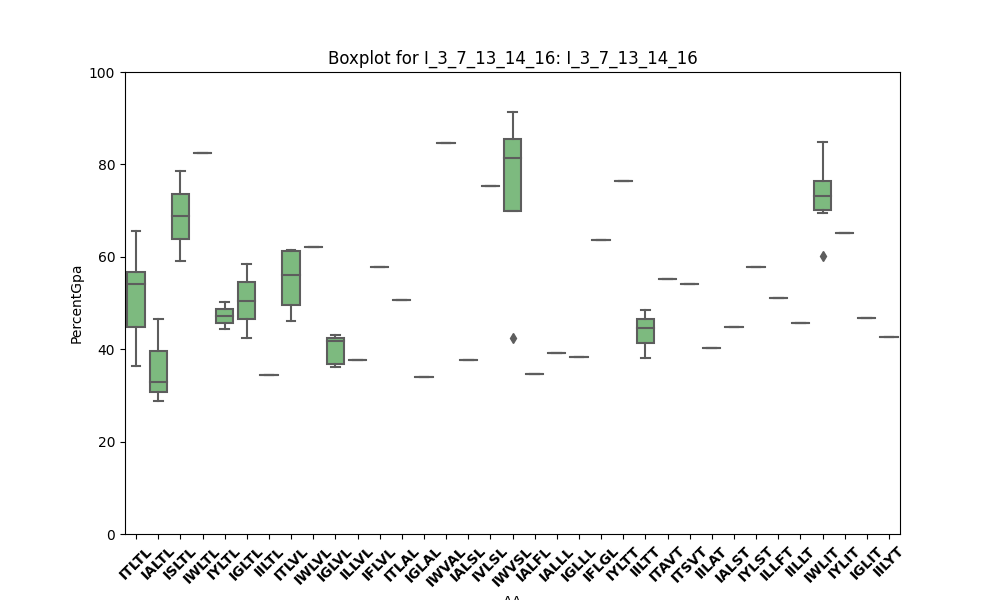 Boxplot for I_3_7_13_14_16: I_3_7_13_14_16
100
80
60
40
20
0
PercentGpa
ITLTL IALTL ISLTL IWLTL IYLTL IGLTL IILTL ITLVL IWLVL IGLVL ILLVL IFLVL ITLAL IGLAL IWVAL IALSL IVLSL IWVSL IALFL IALLL IGLLL IFLGL IYLTT IILTT ITAVT ITSVT IILAT IALST IYLST ILLFT IILLT IWLIT IYLIT IGLIT IILYT